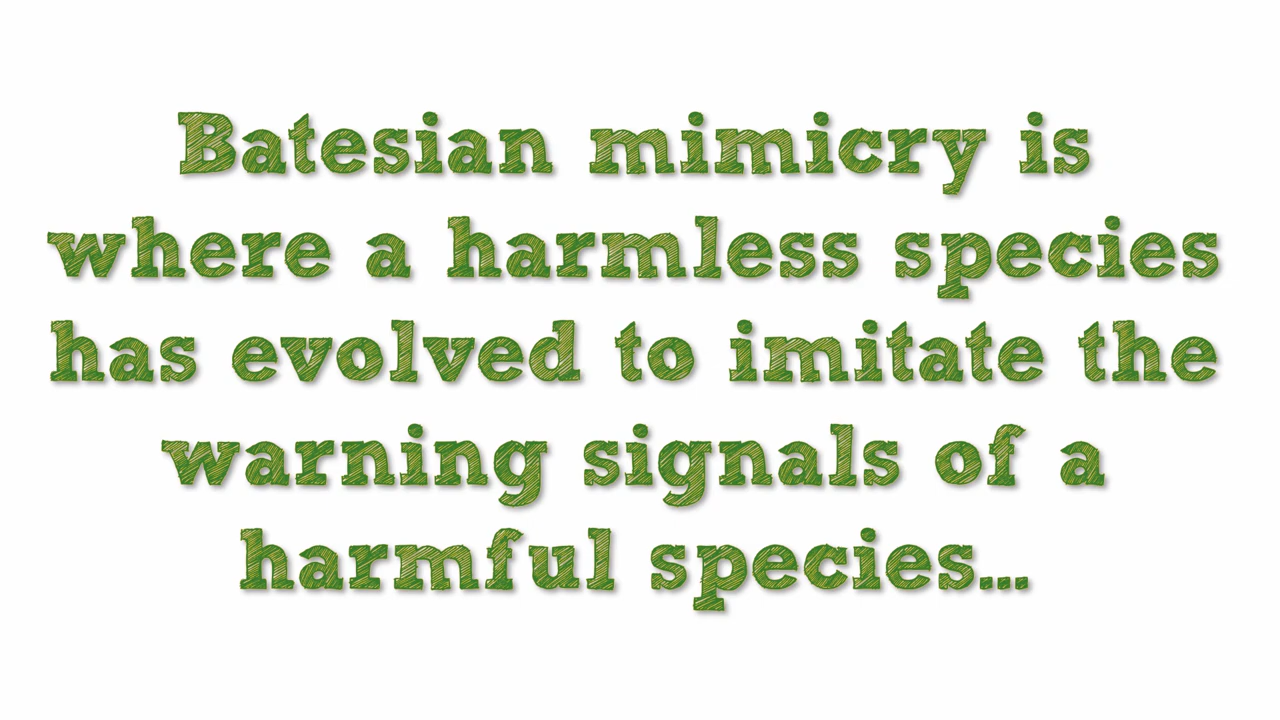 Batesian mimicry is
where a harmless species
has evolved to imitate the
warning signals of a
harmful species...